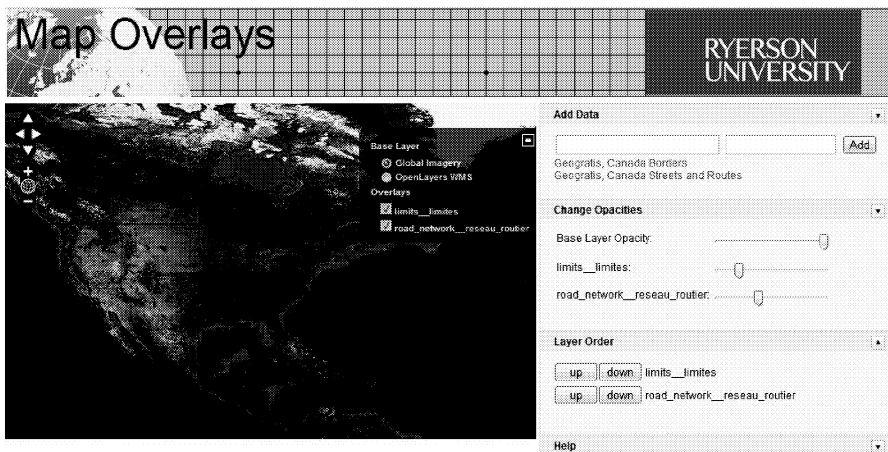 Map Overlays
RYERSON
UNIVERSITY
Base Layer
Global Imagery
OpenLayers WMS
Overlays
limits__limites
road_network__reseau_routier
Add Data
Add
Geogratis, Canada Borders
Geogratis, Canada Streets and Routes
Change Opacities
Base Layer Opacity:
limits__limites:
road_network__reseau_routier:
Layer Order
up down limits__limites
up down road_network__reseau_routier
Help